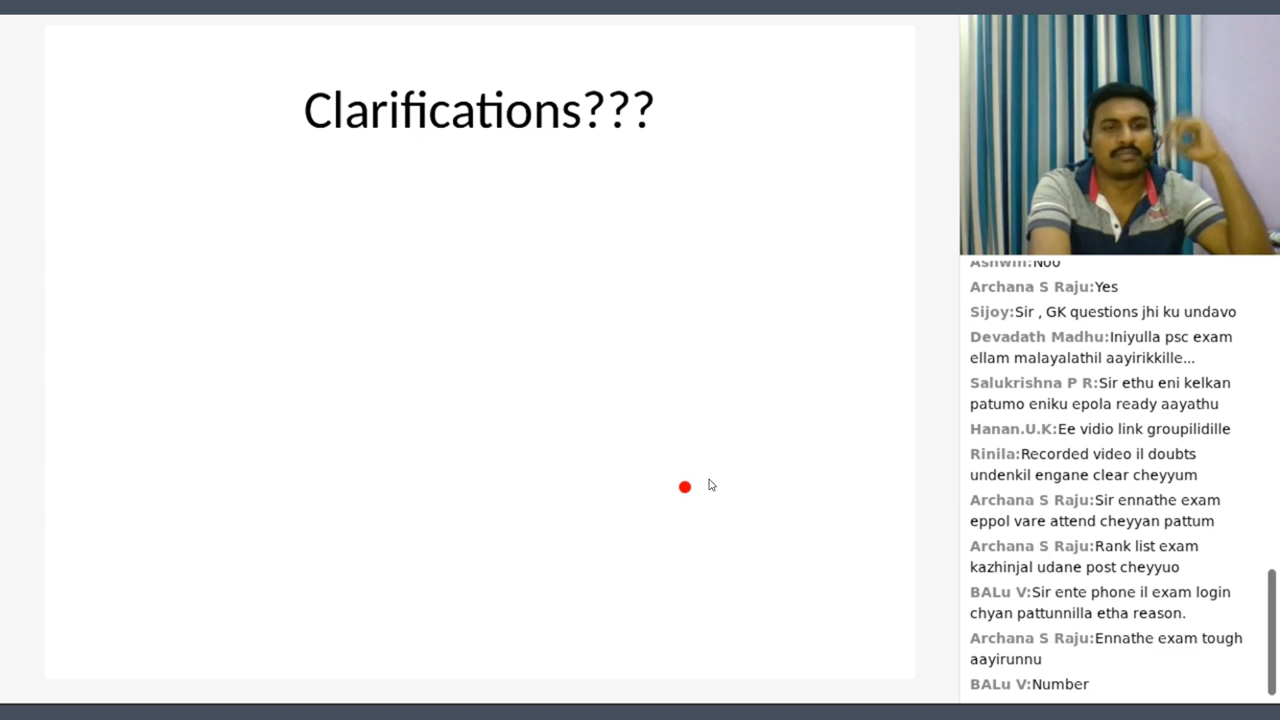 Clarifications???
Ashwin:Noo
Archana S Raju:Yes
Sijoy:Sir , GK questions jhi ku undavo
Devadath Madhu:Iniyulla psc exam
ellam malayalathil aayirikkille...
Salukrishna P R:Sir ethu eni kelkan
patumo eniku epola ready aayathu
Hanan.U.K:Ee vidio link groupilidille
Rinila:Recorded video il doubts
undenkil engane clear cheyyum
Archana S Raju:Sir ennathe exam
eppol vare attend cheyyan pattum
Archana S Raju:Rank list exam
kazhinjal udane post cheyyuo
BALu V:Sir ente phone il exam login
chyan pattunnilla etha reason.
Archana S Raju:Ennathe exam tough
aayirunnu
BALu V:Number